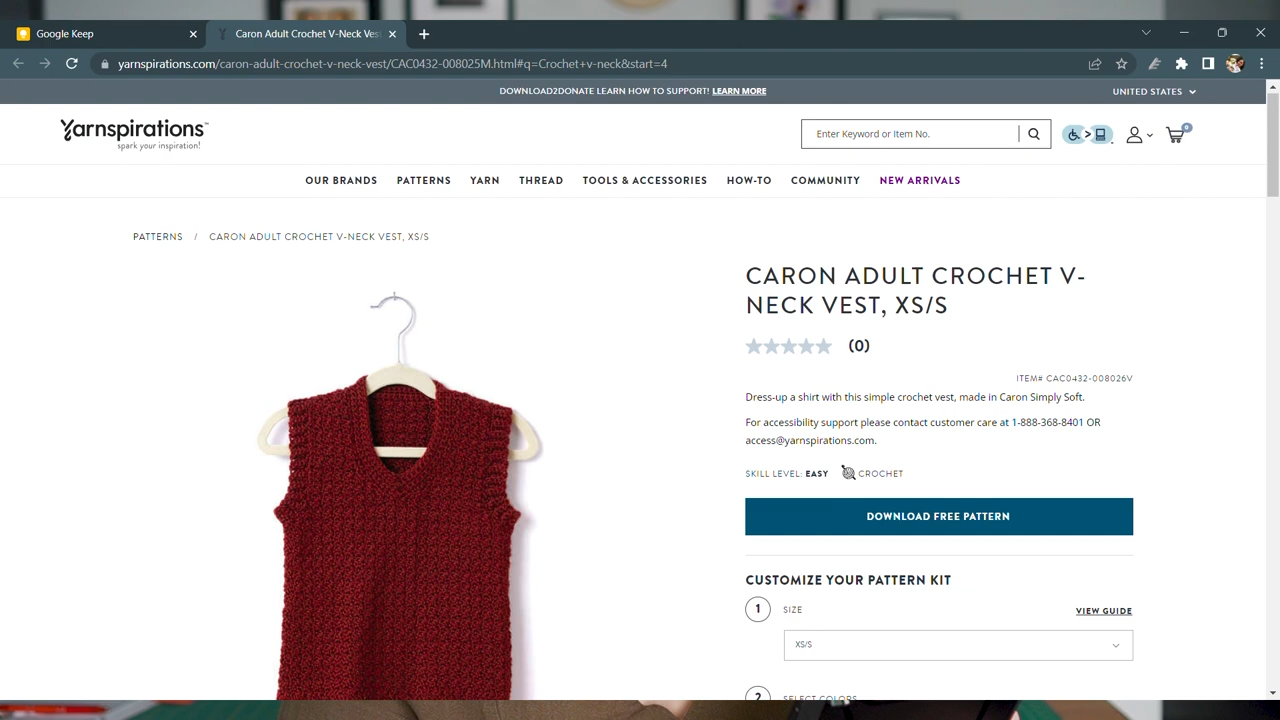 Google Keep
Caron Adult Crochet V-Neck Ves
yarnspirations.com/caron-adult-crochet-v-neck-vest/CAC0432-008025M.html#q=Crochet+v-neck&start=4
DOWNLOAD2DONATE LEARN HOW TO SUPPORT! LEARN MORE
UNITED STATES
Yarnspirations™
spark your inspiration!
Enter Keyword or Item No.
0
OUR BRANDS PATTERNS YARN THREAD TOOLS & ACCESSORIES HOW-TO COMMUNITY NEW ARRIVALS
PATTERNS / CARON ADULT CROCHET V-NECK VEST, XS/S
CARON ADULT CROCHET V-
NECK VEST, XS/S
(0)
ITEM# CAC0432-008026V
Dress-up a shirt with this simple crochet vest, made in Caron Simply Soft.
For accessibility support please contact customer care at 1-888-368-8401 OR
access@yarnspirations.com.
SKILL LEVEL: EASY CROCHET
DOWNLOAD FREE PATTERN
CUSTOMIZE YOUR PATTERN KIT
1 SIZE VIEW GUIDE
XS/S
2 SELECT COLORS